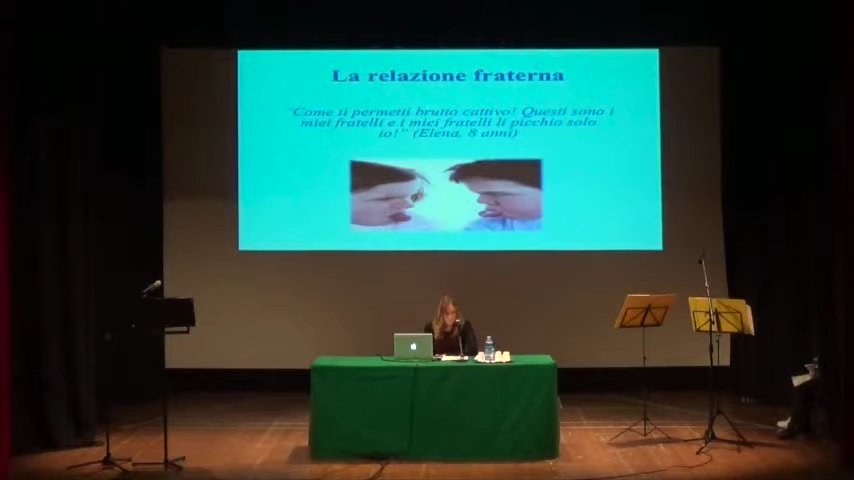 La relazione fraterna
"Come ti permetti brutto cattivo! Questi sono i
miei fratelli e i miei fratelli li picchio solo
io!" (Elena, 8 anni)